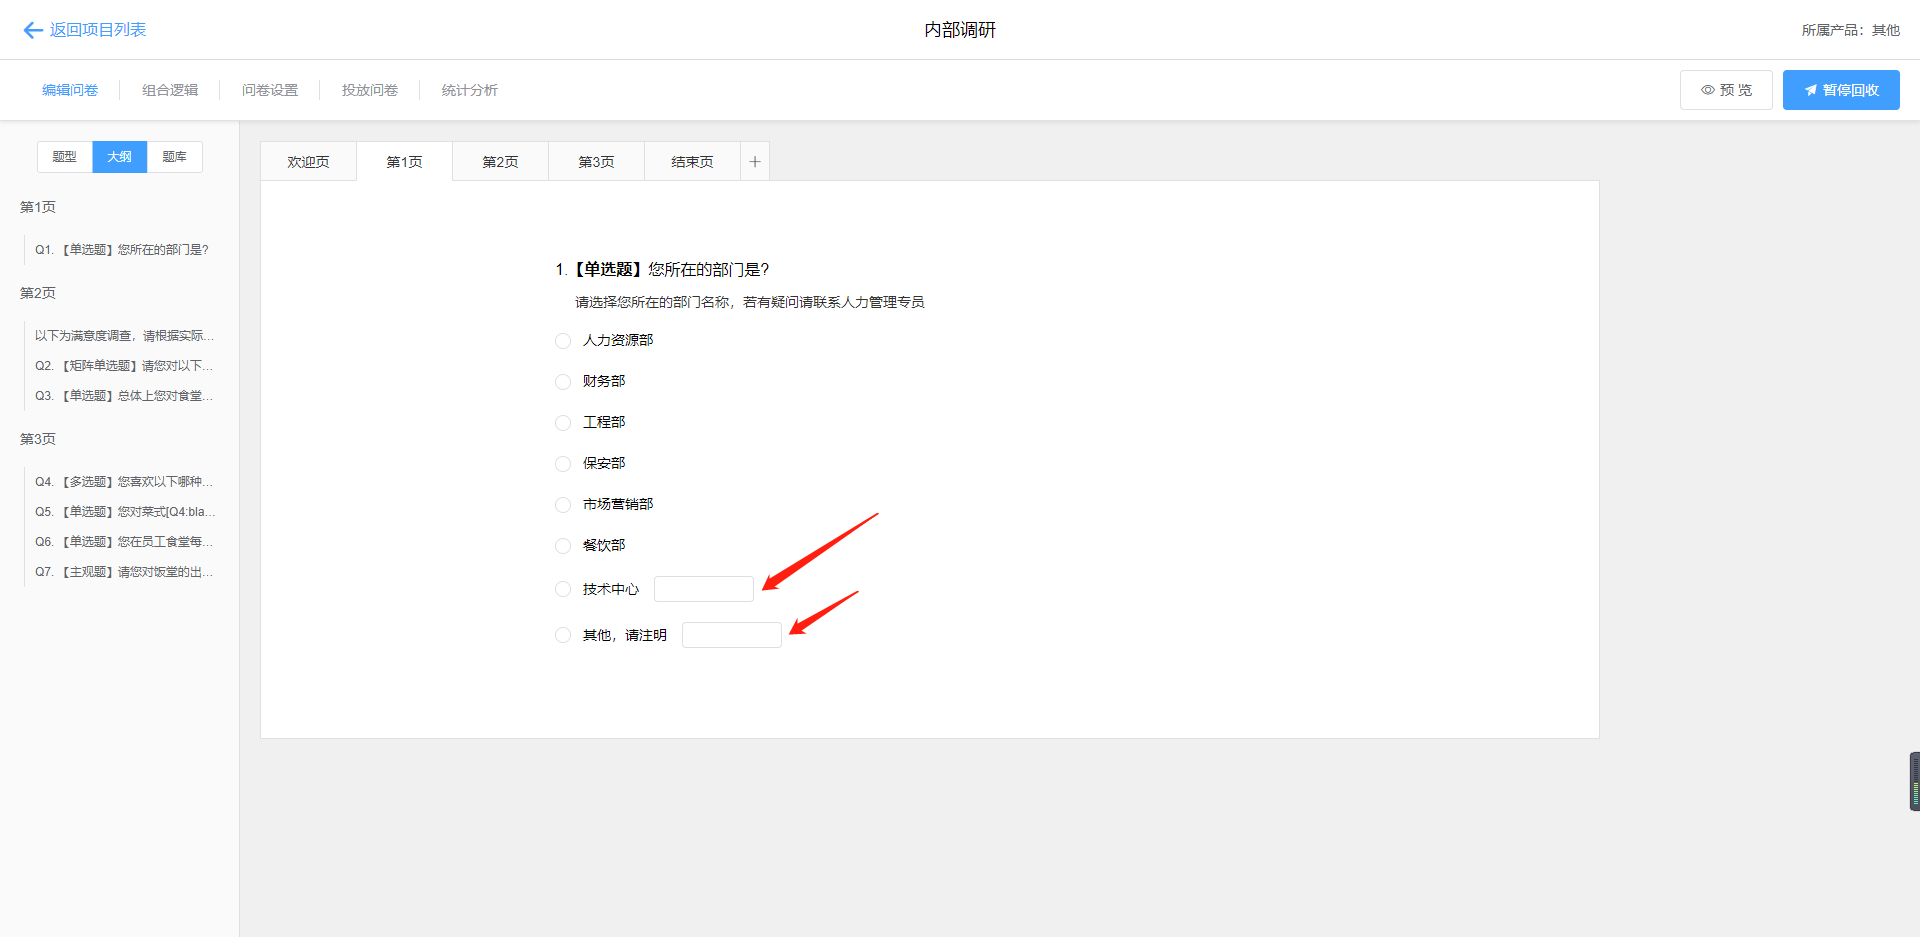 返回项目列表
内部调研
所属产品：其他
编辑问卷
组合逻辑
问卷设置
投放问卷
统计分析
预 览
暂停回收
题型
大纲
题库
第1页
Q1. 【单选题】您所在的部门是?
第2页
以下为满意度调查，请根据实际...
Q2. 【矩阵单选题】请您对以下...
Q3. 【单选题】总体上您对食堂...
第3页
Q4. 【多选题】您喜欢以下哪种...
Q5. 【单选题】您对菜式[Q4:bla...
Q6. 【单选题】您在员工食堂每...
Q7. 【主观题】请您对饭堂的出...
欢迎页
第1页
第2页
第3页
结束页
+
1.【单选题】您所在的部门是?
请选择您所在的部门名称，若有疑问请联系人力管理专员
人力资源部
财务部
工程部
保安部
市场营销部
餐饮部
技术中心
其他，请注明